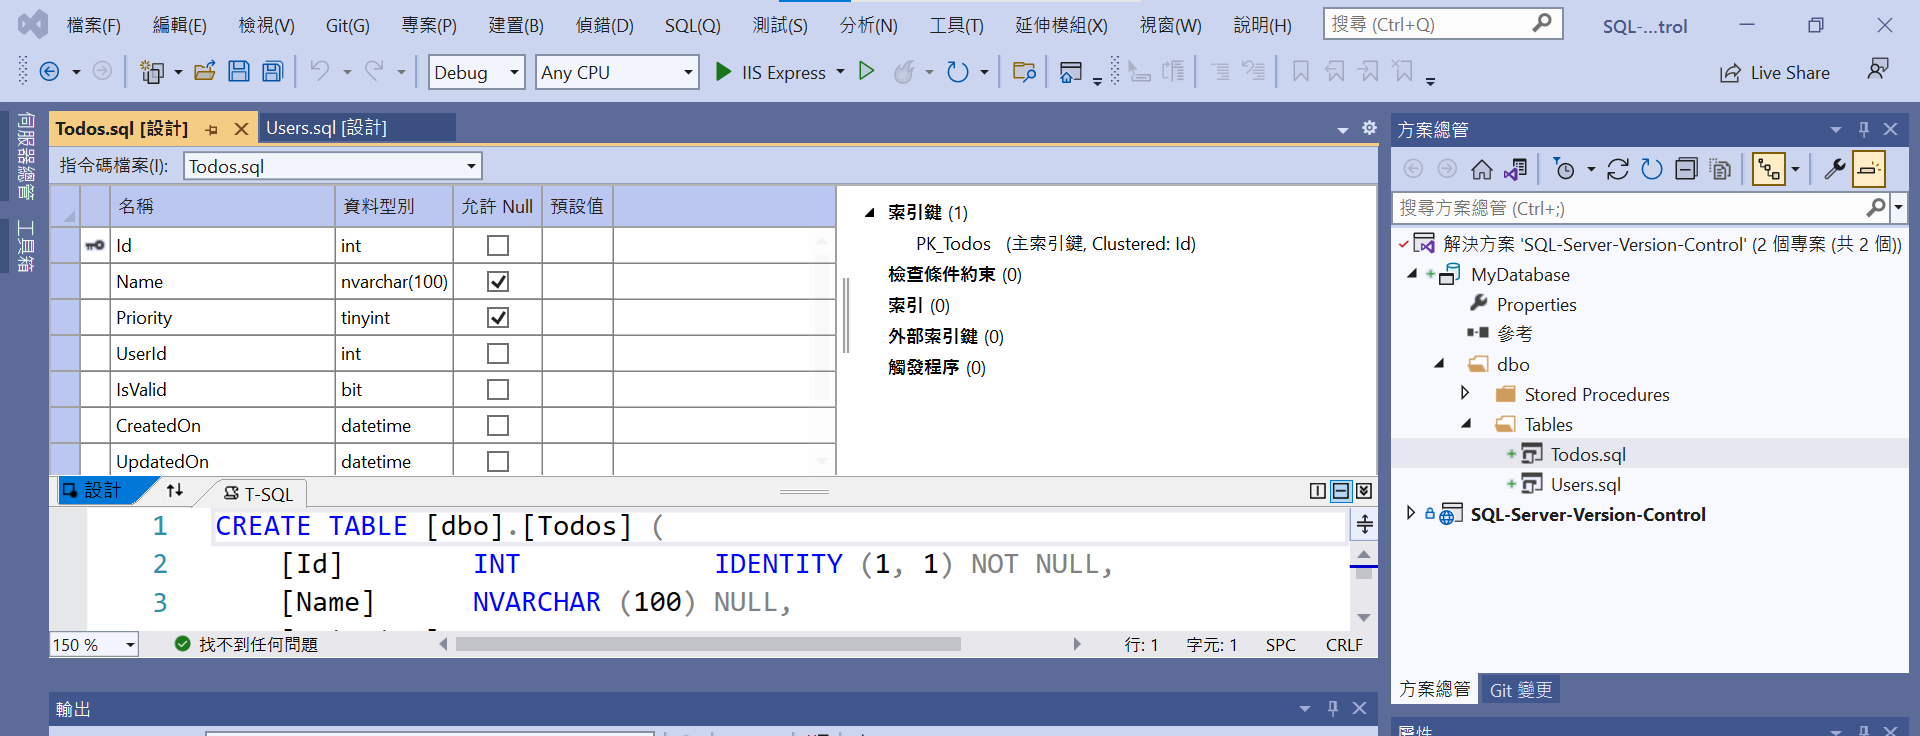 檔案(F) 編輯(E) 檢視(V) Git(G) 專案(P) 建置(B) 偵錯(D) SQL(Q) 測試(S) 分析(N) 工具(T) 延伸模組(X) 視窗(W) 說明(H) 搜尋 (Ctrl+Q) SQL-...trol
Debug Any CPU IIS Express Live Share
伺服器總管
工具箱
Todos.sql [設計] Users.sql [設計]
指令碼檔案(I): Todos.sql
名稱 資料型別 允許 Null 預設值
Id int
Name nvarchar(100)
Priority tinyint
UserId int
IsValid bit
CreatedOn datetime
UpdatedOn datetime
索引鍵 (1)
PK_Todos (主索引鍵, Clustered: Id)
檢查條件約束 (0)
索引 (0)
外部索引鍵 (0)
觸發程序 (0)
設計 T-SQL
1 CREATE TABLE [dbo].[Todos] (
2 [Id] INT IDENTITY (1, 1) NOT NULL,
3 [Name] NVARCHAR (100) NULL,
150 % 找不到任何問題 行: 1 字元: 1 SPC CRLF
輸出
方案總管
搜尋方案總管 (Ctrl+;)
解決方案 'SQL-Server-Version-Control' (2 個專案 (共 2 個))
MyDatabase
Properties
參考
dbo
Stored Procedures
Tables
Todos.sql
Users.sql
SQL-Server-Version-Control
方案總管 Git 變更
屬性